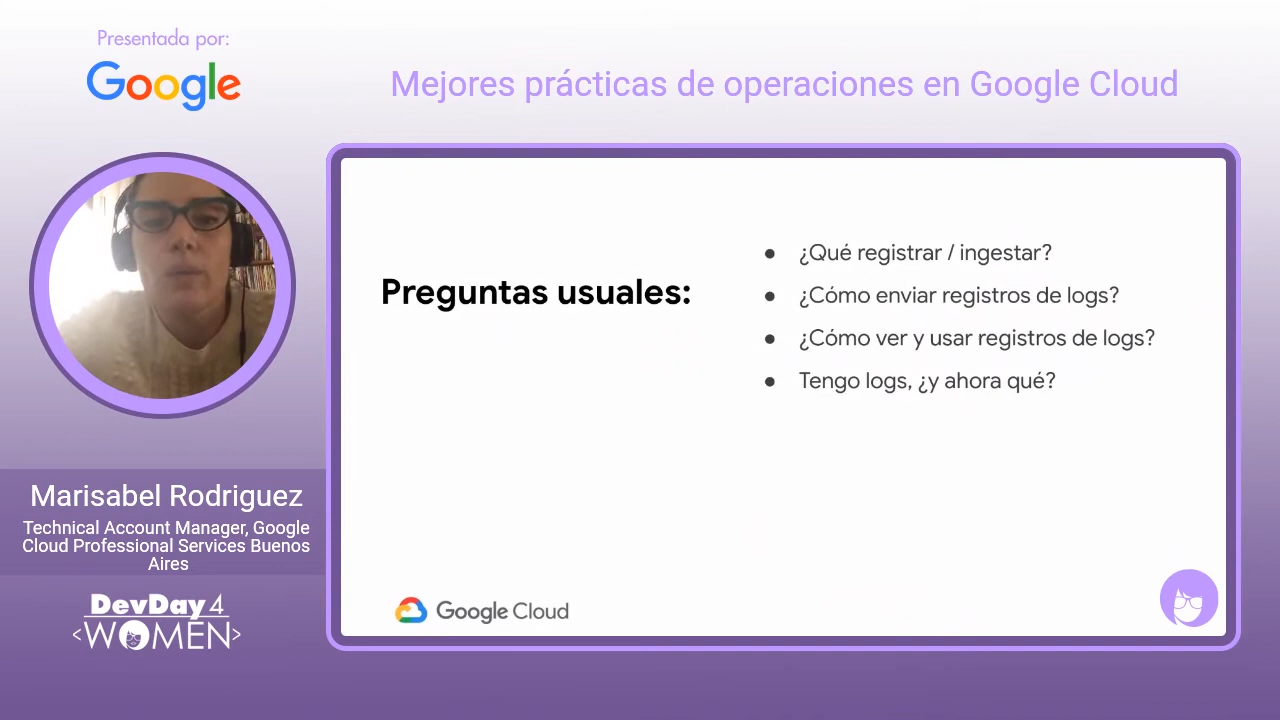 Presentada por:
Google
Mejores prácticas de operaciones en Google Cloud
Preguntas usuales:
● ¿Qué registrar / ingestar?
● ¿Cómo enviar registros de logs?
● ¿Cómo ver y usar registros de logs?
● Tengo logs, ¿y ahora qué?
Marisabel Rodriguez
Technical Account Manager, Google
Cloud Professional Services Buenos
Aires
DevDay4
<WOMEN>
Google Cloud